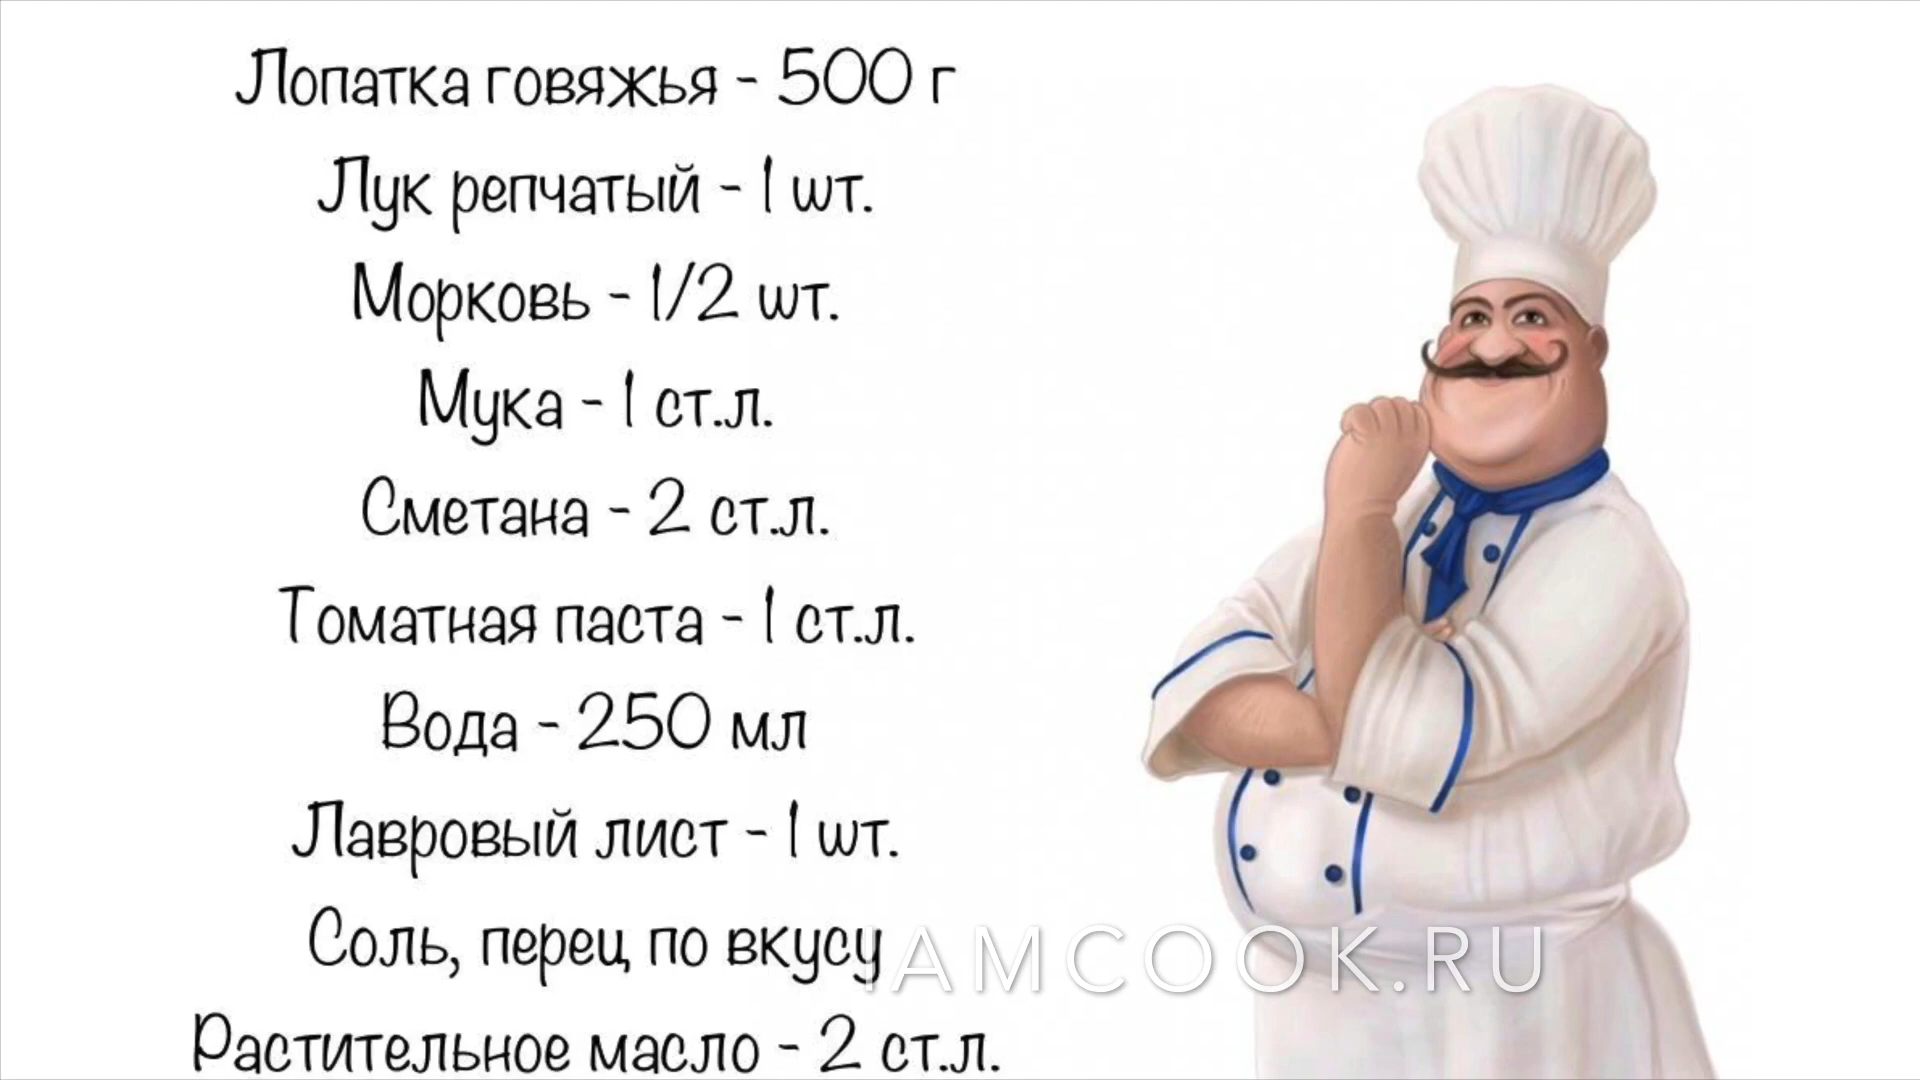 Лопатка говяжья - 500 г
Лук репчатый - 1 шт.
Морковь - 1/2 шт.
Мука - 1 ст.л.
Сметана - 2 ст.л.
Томатная паста - 1 ст.л.
Вода - 250 мл
Лавровый лист - 1 шт.
Соль, перец по вкусу
IAMCOOK.RU
Растительное масло - 2 ст.л.